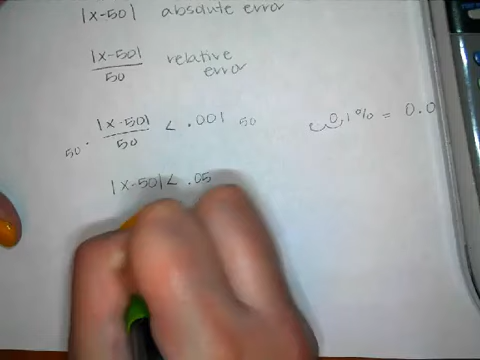 |x-50| absolute error
|x-50|/50 relative error
50 · |x-50|/50 < .001 50
0.1% = 0.0
|x-50| < .05